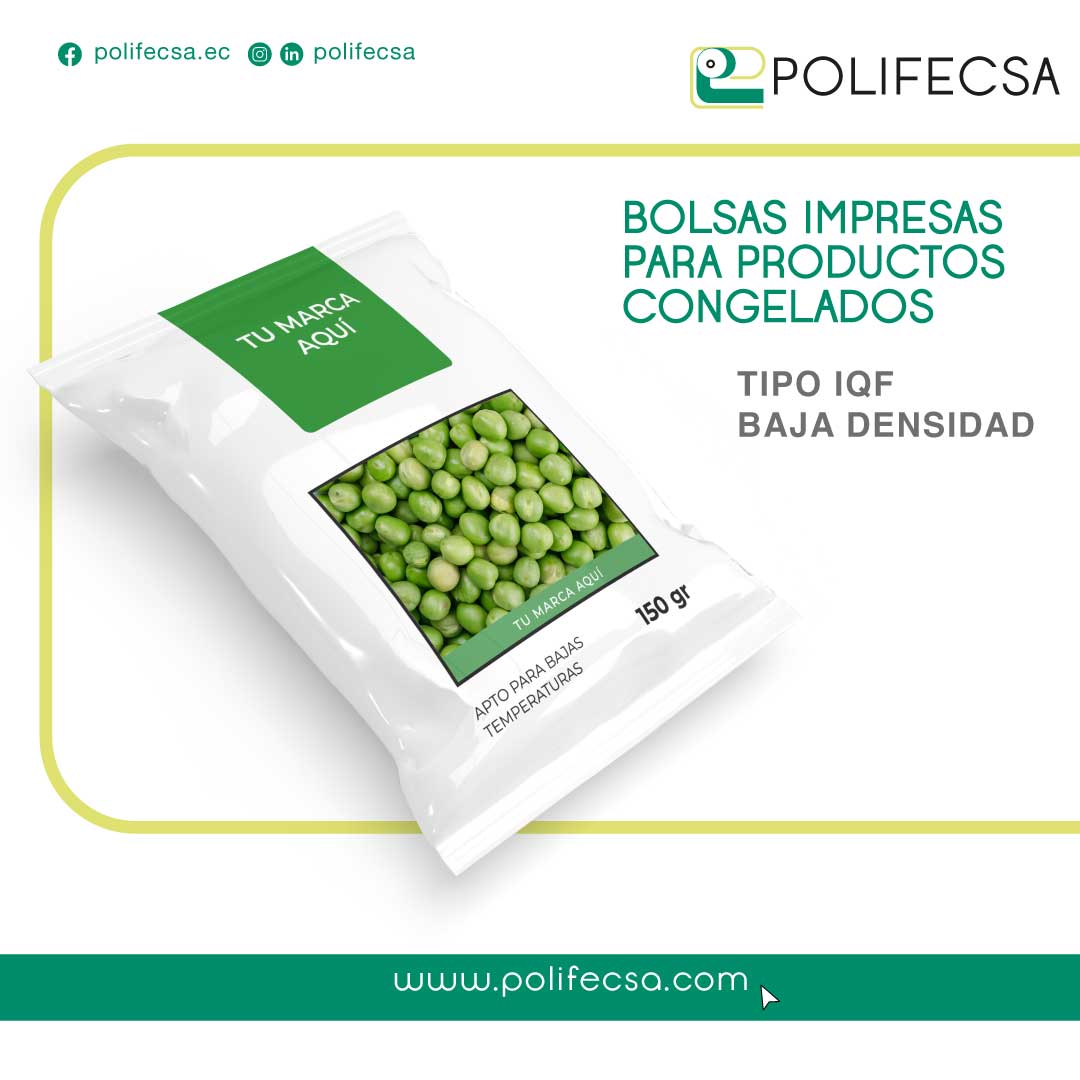 polifecsa.ec polifecsa
POLIFECSA
BOLSAS IMPRESAS
PARA PRODUCTOS
CONGELADOS
TIPO IQF
BAJA DENSIDAD
TU MARCA
AQUÍ
TU MARCA AQUÍ
150 gr
APTO PARA BAJAS
TEMPERATURAS
www.polifecsa.com